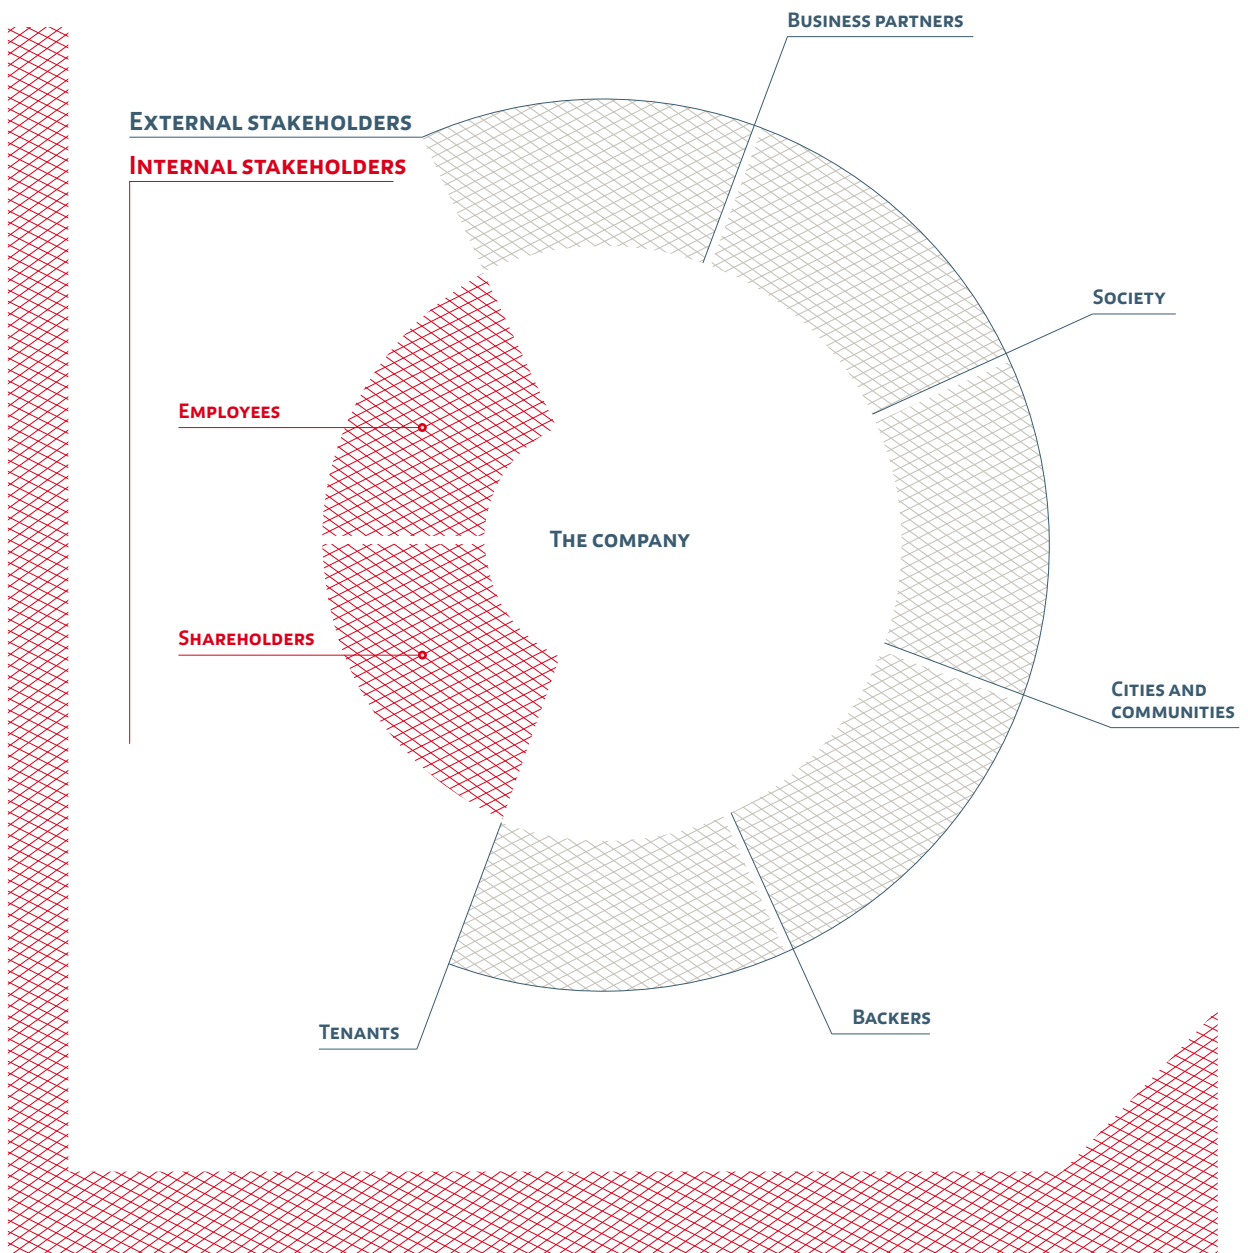 Business partners
External stakeholders
Internal stakeholders
Society
Employees
The company
Shareholders
Cities and
communities
Backers
Tenants